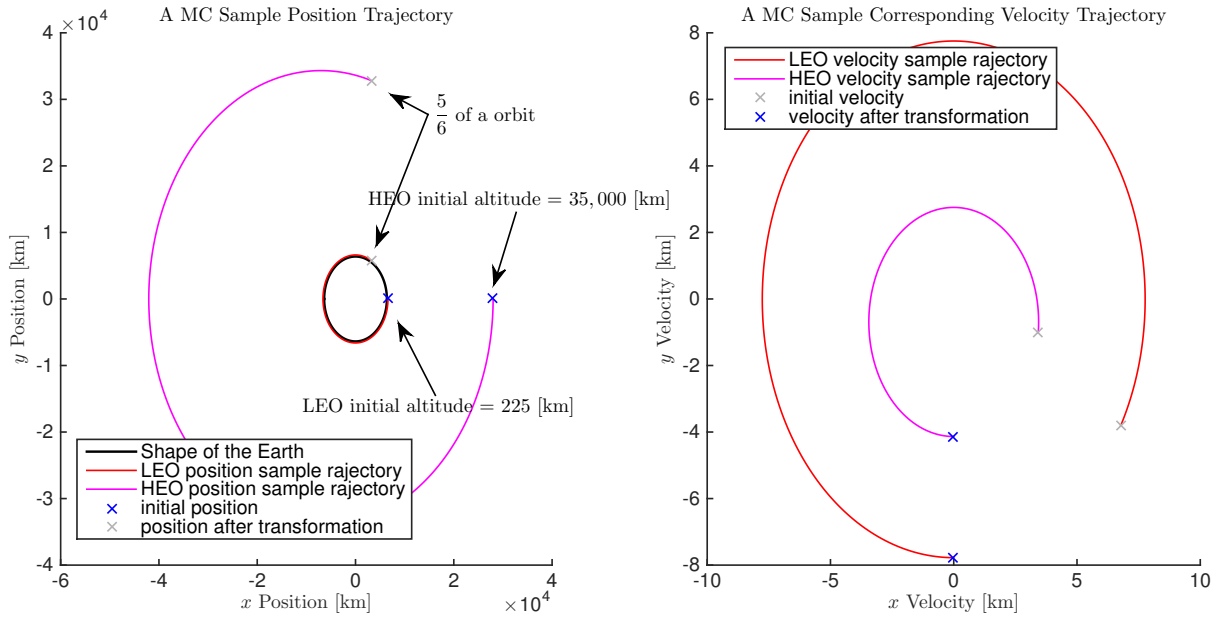 A MC Sample Position Trajectory
×10⁴
4
3
2
1
0
-1
-2
-3
-4
y Position [km]
-6
-4
-2
0
2
4
×10⁴
x Position [km]
5/6 of a orbit
HEO initial altitude = 35,000 [km]
LEO initial altitude = 225 [km]
Shape of the Earth
LEO position sample rajectory
HEO position sample rajectory
initial position
position after transformation
A MC Sample Corresponding Velocity Trajectory
8
6
4
2
0
-2
-4
-6
-8
y Velocity [km]
-10
-5
0
5
10
x Velocity [km]
LEO velocity sample rajectory
HEO velocity sample rajectory
initial velocity
velocity after transformation